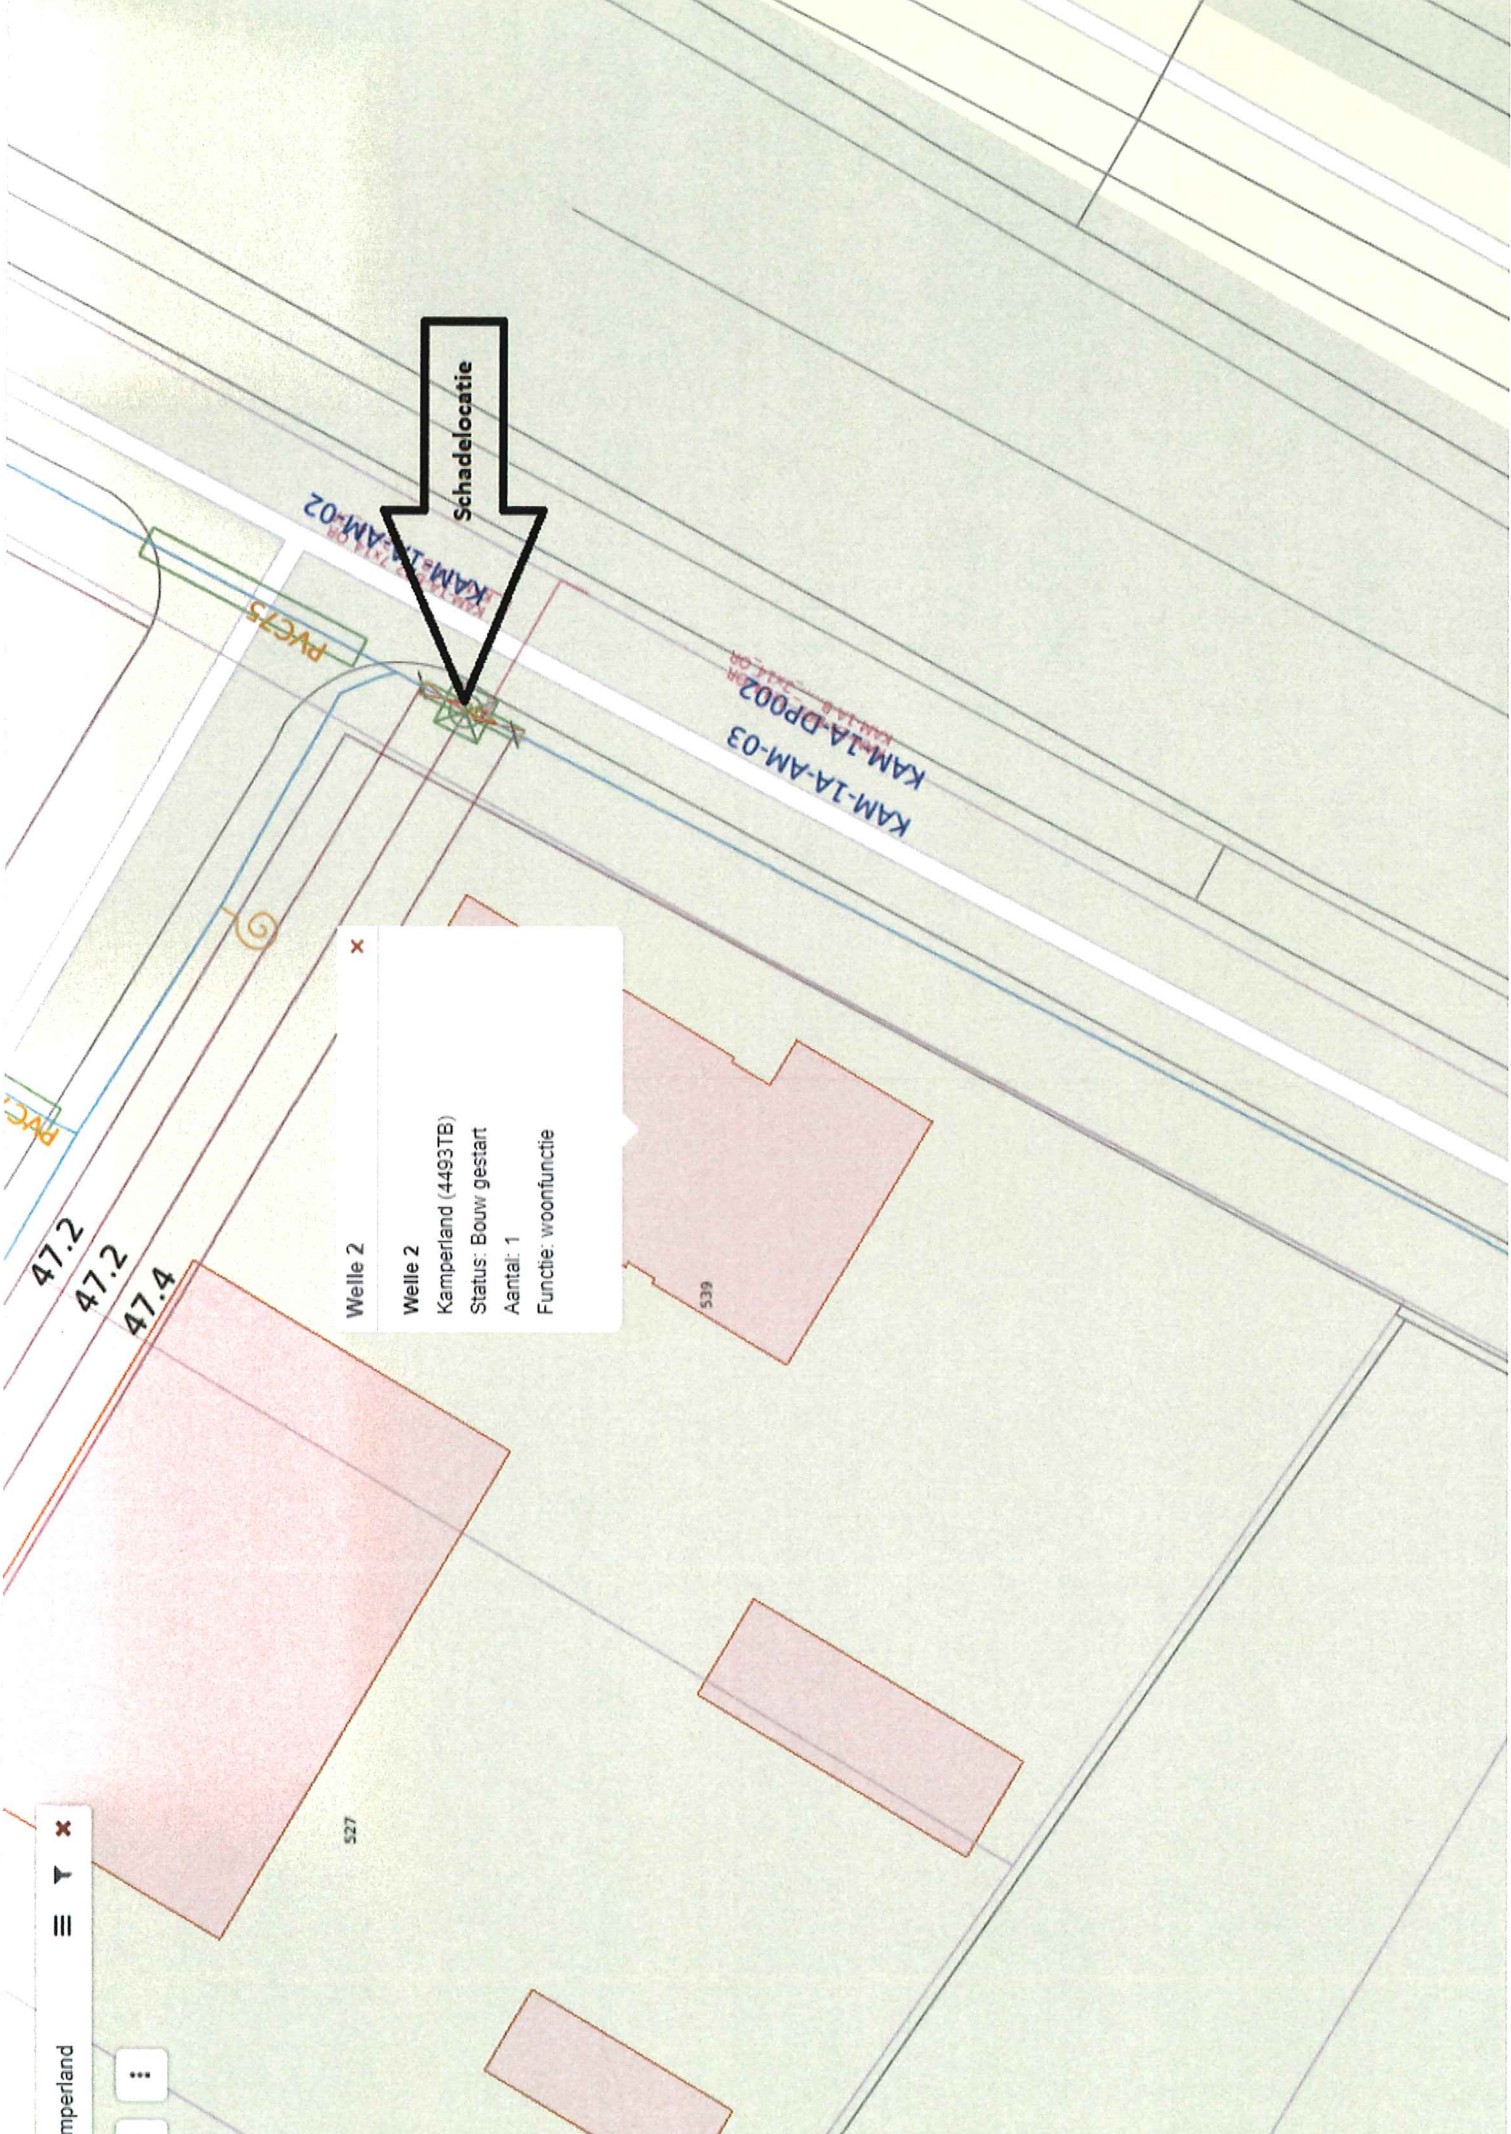 mperland
Welle 2
Welle 2
Kamperland (4493TB)
Status: Bouw gestart
Aantal: 1
Functie: woonfunctie
Schadelocatie
KAM-1A-AM-02
KAM-1A-DP002
KAM-1A-AM-03
PVC75
PVC
47.2
47.2
47.4
539
527